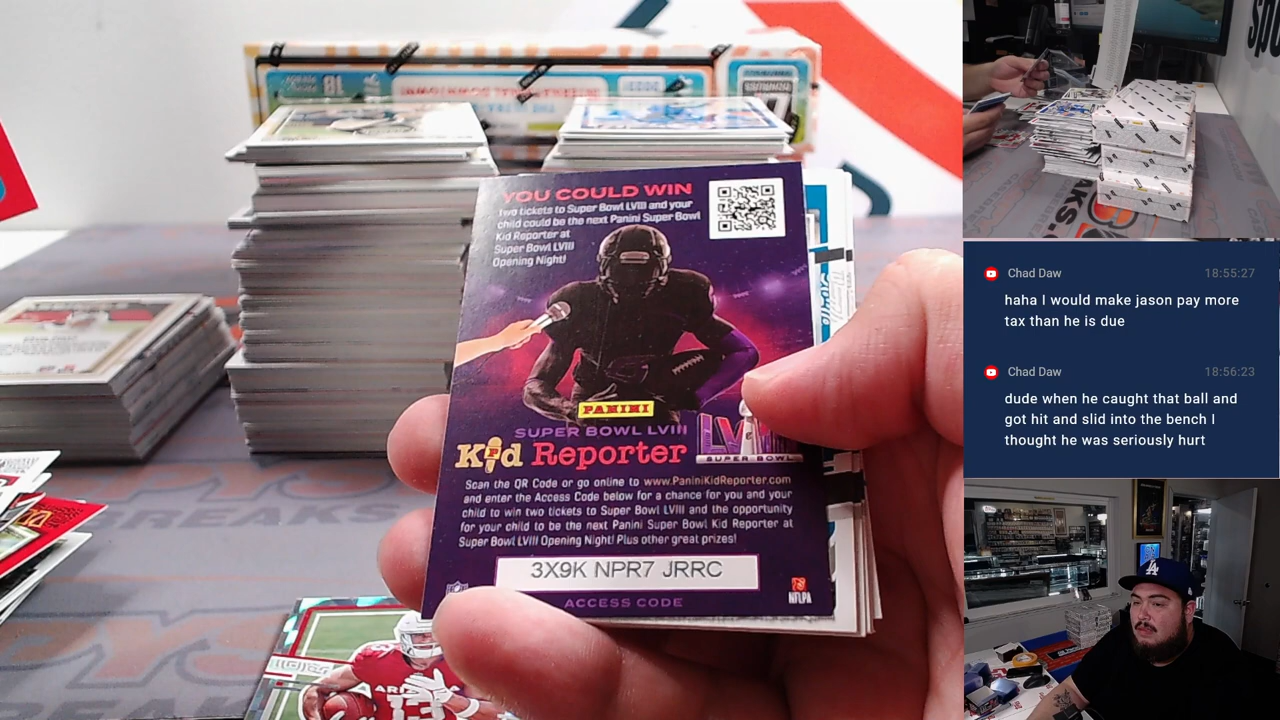 YOU COULD WIN
Two tickets to Super Bowl LVIII and your
child could be the next Panini Super Bowl
Kid Reporter at
Super Bowl LVIII
Opening Night!
PANINI
SUPER BOWL LVIII
Kid Reporter
SUPER BOWL
Scan the QR Code or go online to www.PaniniKidReporter.com
and enter the Access Code below for a chance for you and your
child to win two tickets to Super Bowl LVIII and the opportunity
for your child to be the next Panini Super Bowl Kid Reporter at
Super Bowl LVIII Opening Night! Plus other great prizes!
3X9K NPR7 JRRC
ACCESS CODE
NFLPA
Chad Daw 18:55:27
haha I would make jason pay more
tax than he is due
Chad Daw 18:56:23
dude when he caught that ball and
got hit and slid into the bench I
thought he was seriously hurt